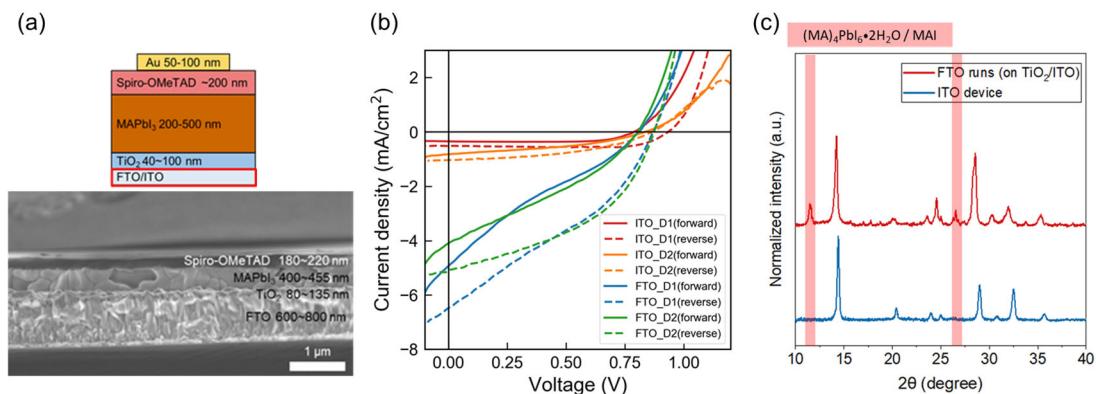 (a)
Au 50-100 nm
Spiro-OMeTAD ~200 nm
MAPbI₃ 200-500 nm
TiO₂ 40~100 nm
FTO/ITO
Spiro-OMeTAD 180~220 nm
MAPbI₃ 400~455 nm
TiO₂ 80~135 nm
FTO 600~800 nm
1 μm
(b)
Current density (mA/cm²)
2
0
−2
−4
−6
−8
0.00 0.25 0.50 0.75 1.00
Voltage (V)
ITO_D1(forward)
ITO_D1(reverse)
ITO_D2(forward)
ITO_D2(reverse)
FTO_D1(forward)
FTO_D1(reverse)
FTO_D2(forward)
FTO_D2(reverse)
(c)
(MA)₄PbI₆•2H₂O / MAI
FTO runs (on TiO₂/ITO)
ITO device
Normalized intensity (a.u.)
10 15 20 25 30 35 40
2θ (degree)